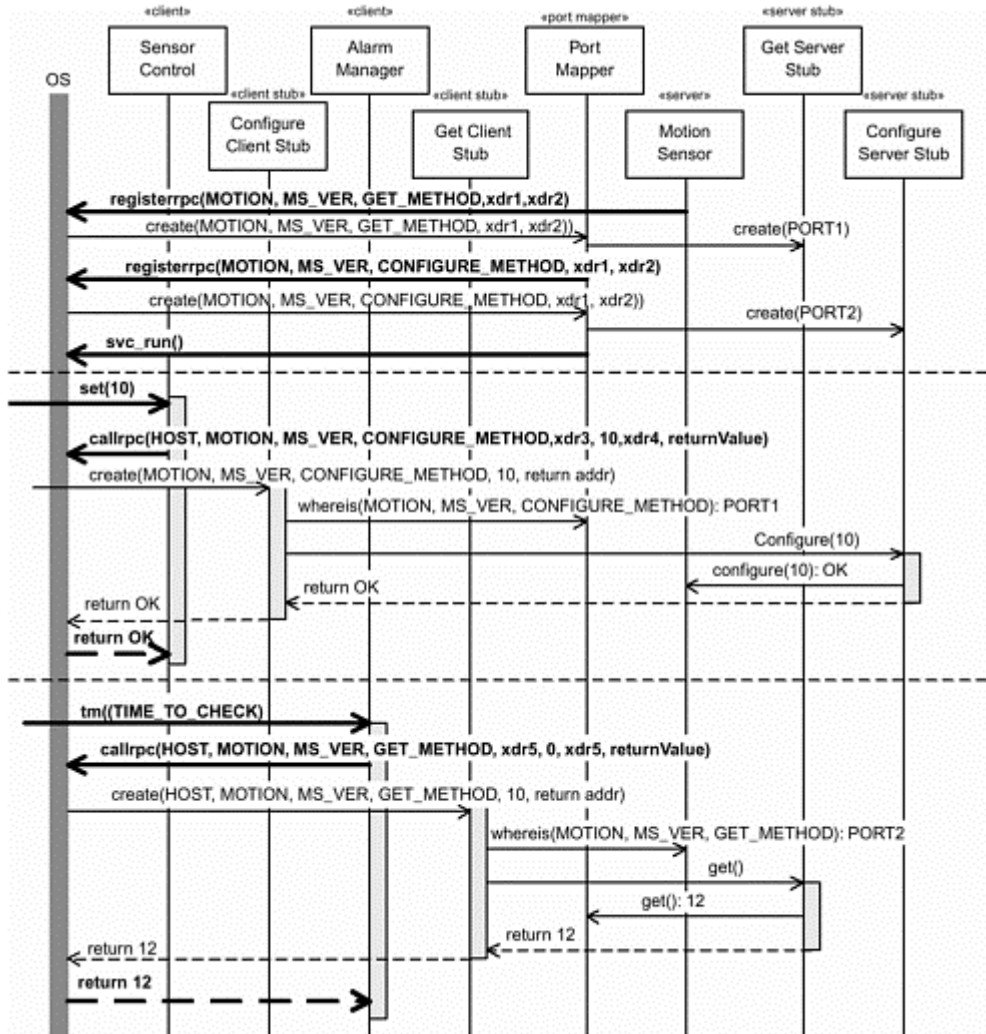 «client»
«client»
«port mapper»
«server stub»
Sensor
Control
Alarm
Manager
Port
Mapper
Get Server
Stub
OS
«client stub»
«client stub»
«server»
«server stub»
Configure
Client Stub
Get Client
Stub
Motion
Sensor
Configure
Server Stub
registerrpc(MOTION, MS_VER, GET_METHOD,xdr1,xdr2)
create(MOTION, MS_VER, GET_METHOD, xdr1, xdr2))
create(PORT1)
registerrpc(MOTION, MS_VER, CONFIGURE_METHOD, xdr1, xdr2)
create(MOTION, MS_VER, CONFIGURE_METHOD, xdr1, xdr2))
create(PORT2)
svc_run()
set(10)
callrpc(HOST, MOTION, MS_VER, CONFIGURE_METHOD,xdr3, 10,xdr4, returnValue)
create(MOTION, MS_VER, CONFIGURE_METHOD, 10, return addr)
whereis(MOTION, MS_VER, CONFIGURE_METHOD): PORT1
Configure(10)
configure(10): OK
return OK
return OK
return OK
tm((TIME_TO_CHECK)
callrpc(HOST, MOTION, MS_VER, GET_METHOD, xdr5, 0, xdr5, returnValue)
create(HOST, MOTION, MS_VER, GET_METHOD, 10, return addr)
whereis(MOTION, MS_VER, GET_METHOD): PORT2
get()
get(): 12
return 12
return 12
return 12